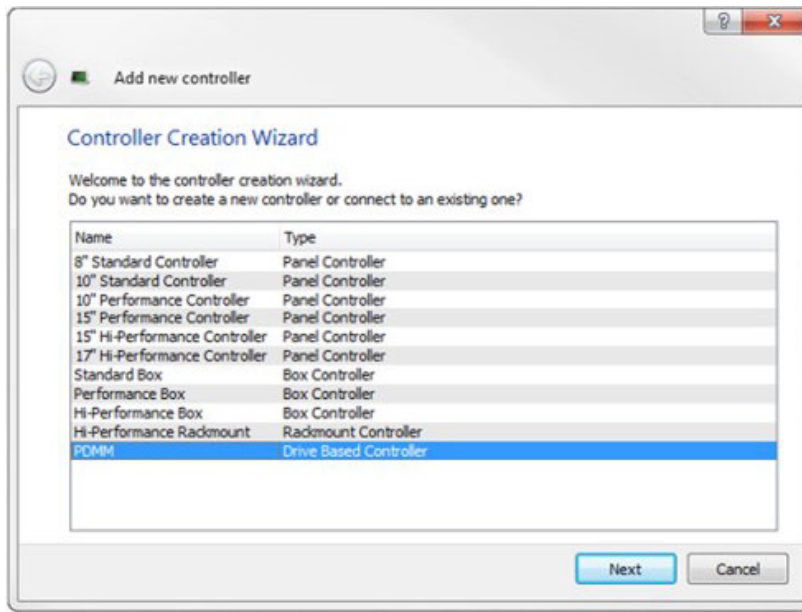 Add new controller
Controller Creation Wizard
Welcome to the controller creation wizard.
Do you want to create a new controller or connect to an existing one?
Name Type
8" Standard Controller Panel Controller
10" Standard Controller Panel Controller
10" Performance Controller Panel Controller
15" Performance Controller Panel Controller
15" Hi-Performance Controller Panel Controller
17" Hi-Performance Controller Panel Controller
Standard Box Box Controller
Performance Box Box Controller
Hi-Performance Box Box Controller
Hi-Performance Rackmount Rackmount Controller
PDMM Drive Based Controller
Next Cancel